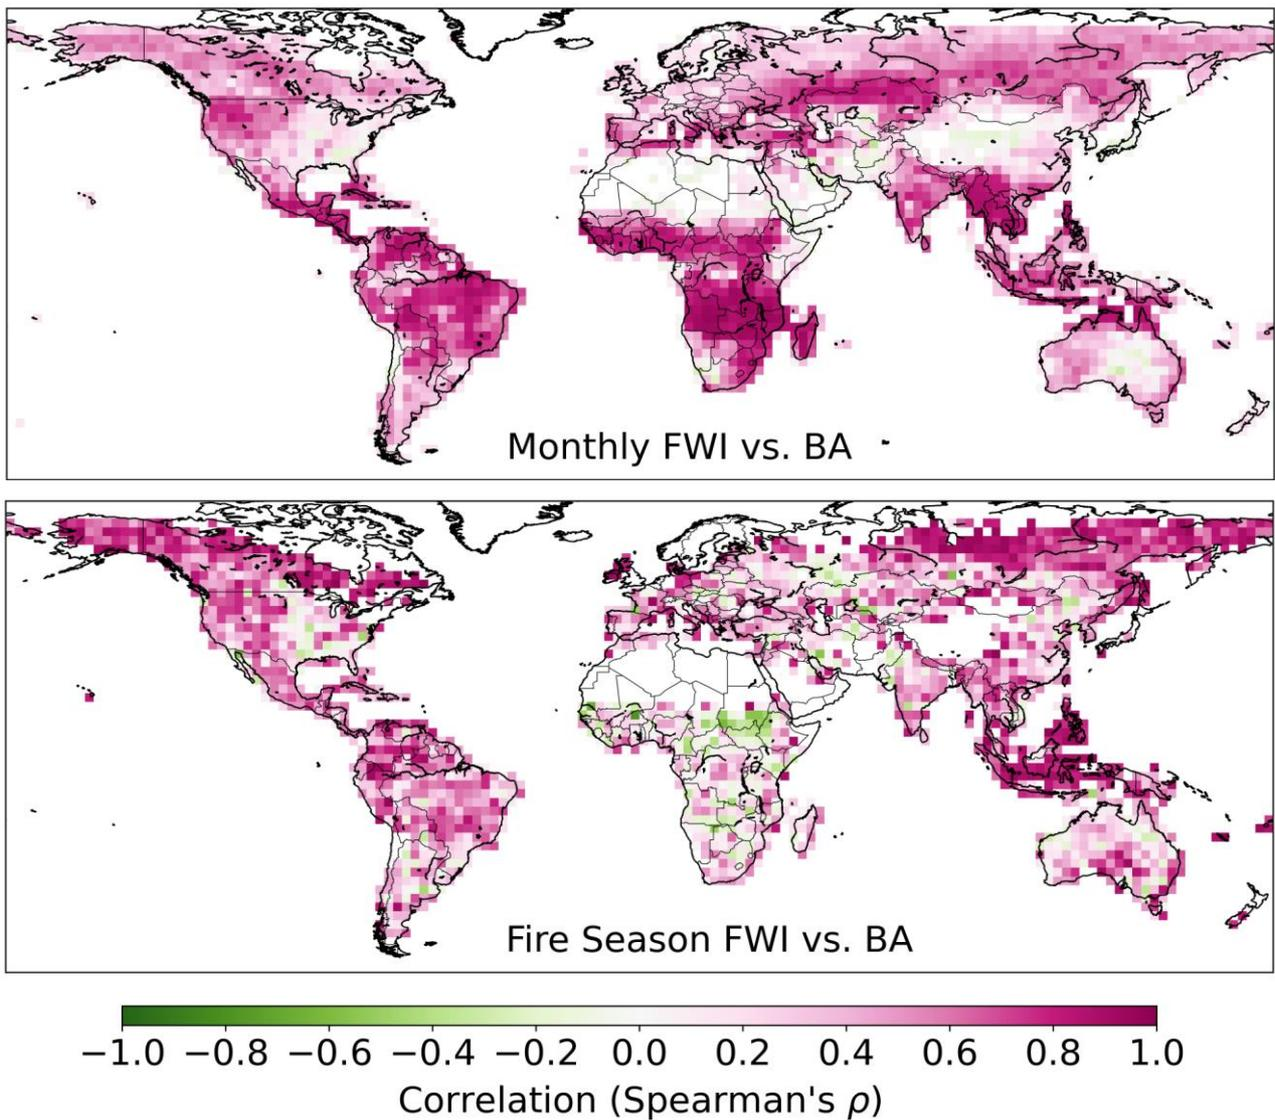 Monthly FWI vs. BA
Fire Season FWI vs. BA
−1.0 −0.8 −0.6 −0.4 −0.2 0.0 0.2 0.4 0.6 0.8 1.0
Correlation (Spearman's ρ)